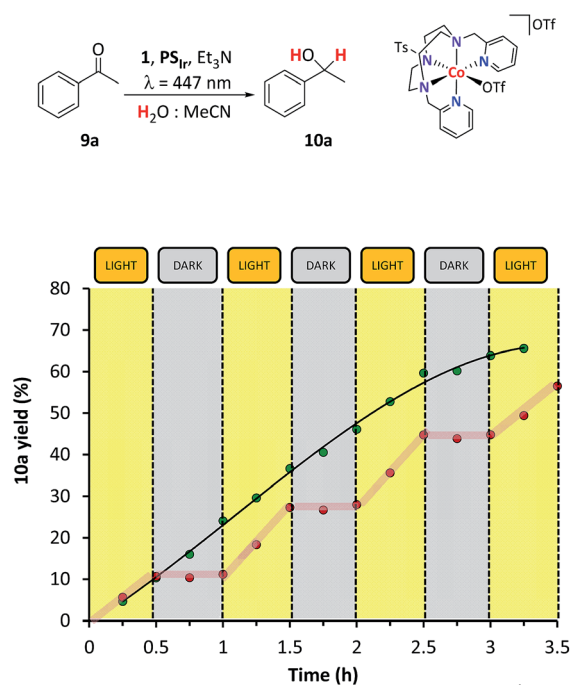 O
1, PS_Ir, Et₃N
λ = 447 nm
H₂O : MeCN
9a
HO H
10a
]OTf
Ts
N N
N Co N
N OTf
N
LIGHT DARK LIGHT DARK LIGHT DARK LIGHT
10a yield (%)
80
70
60
50
40
30
20
10
0
0 0.5 1 1.5 2 2.5 3 3.5
Time (h)